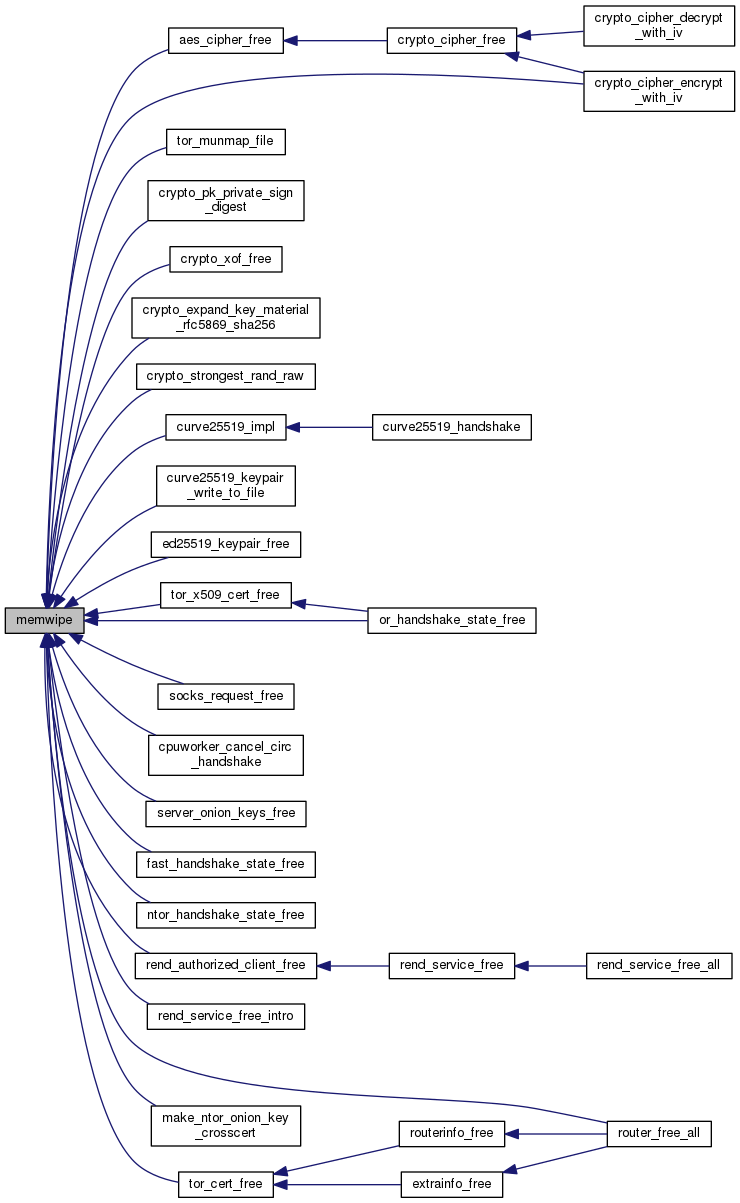 aes_cipher_free
crypto_cipher_free
crypto_cipher_decrypt
_with_iv
crypto_cipher_encrypt
_with_iv
tor_munmap_file
crypto_pk_private_sign
_digest
crypto_xof_free
crypto_expand_key_material
_rfc5869_sha256
crypto_strongest_rand_raw
curve25519_impl
curve25519_handshake
curve25519_keypair
_write_to_file
ed25519_keypair_free
tor_x509_cert_free
memwipe
or_handshake_state_free
socks_request_free
cpuworker_cancel_circ
_handshake
server_onion_keys_free
fast_handshake_state_free
ntor_handshake_state_free
rend_authorized_client_free
rend_service_free
rend_service_free_all
rend_service_free_intro
make_ntor_onion_key
_crosscert
routerinfo_free
router_free_all
tor_cert_free
extrainfo_free